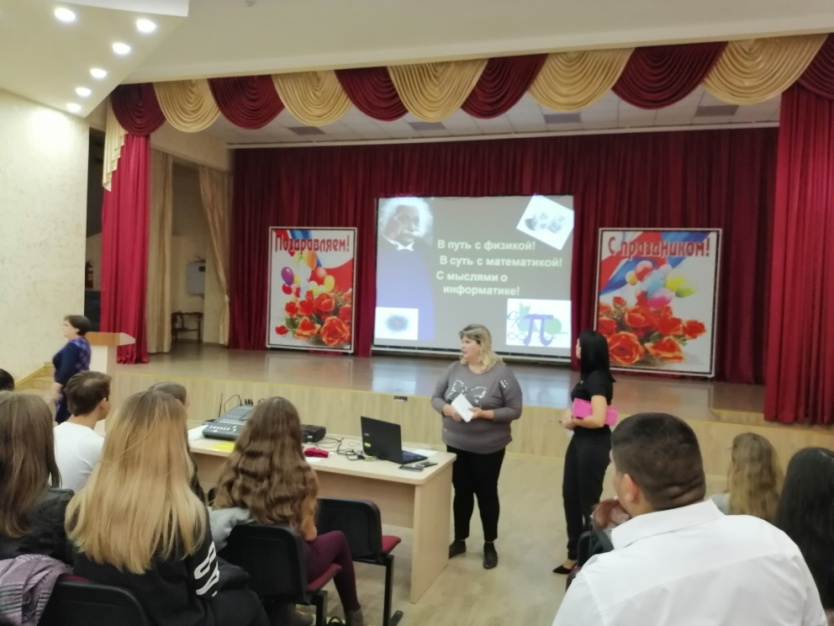 Поздравляем!
В путь с физикой!
В суть с математикой!
С мыслями о
информатике!
С праздником!
π